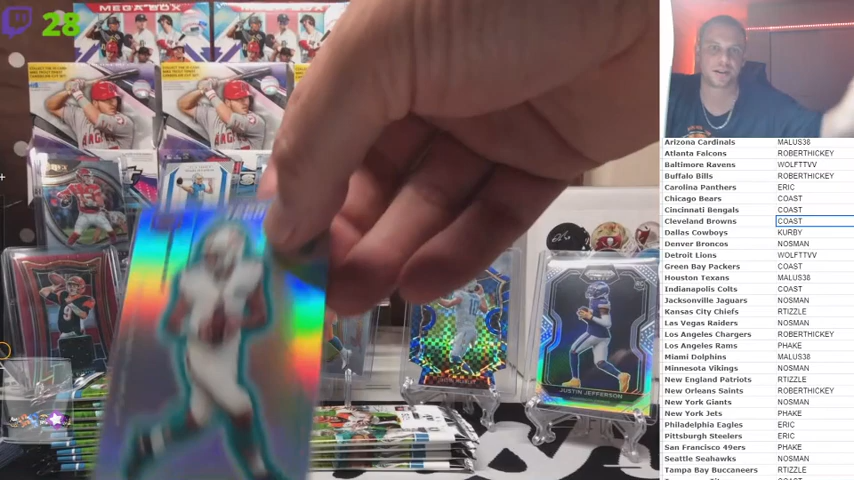 28
MEGA BOX
MEGA BOX
JUSTIN JEFFERSON
Arizona Cardinals MALUS38
Atlanta Falcons ROBERTHICKEY
Baltimore Ravens WOLFTTVV
Buffalo Bills ROBERTHICKEY
Carolina Panthers ERIC
Chicago Bears COAST
Cincinnati Bengals COAST
Cleveland Browns COAST
Dallas Cowboys KURBY
Denver Broncos NOSMAN
Detroit Lions WOLFTTVV
Green Bay Packers COAST
Houston Texans MALUS38
Indianapolis Colts COAST
Jacksonville Jaguars NOSMAN
Kansas City Chiefs RTIZZLE
Las Vegas Raiders NOSMAN
Los Angeles Chargers ROBERTHICKEY
Los Angeles Rams PHAKE
Miami Dolphins MALUS38
Minnesota Vikings NOSMAN
New England Patriots RTIZZLE
New Orleans Saints ROBERTHICKEY
New York Giants NOSMAN
New York Jets PHAKE
Philadelphia Eagles ERIC
Pittsburgh Steelers ERIC
San Francisco 49ers PHAKE
Seattle Seahawks NOSMAN
Tampa Bay Buccaneers RTIZZLE